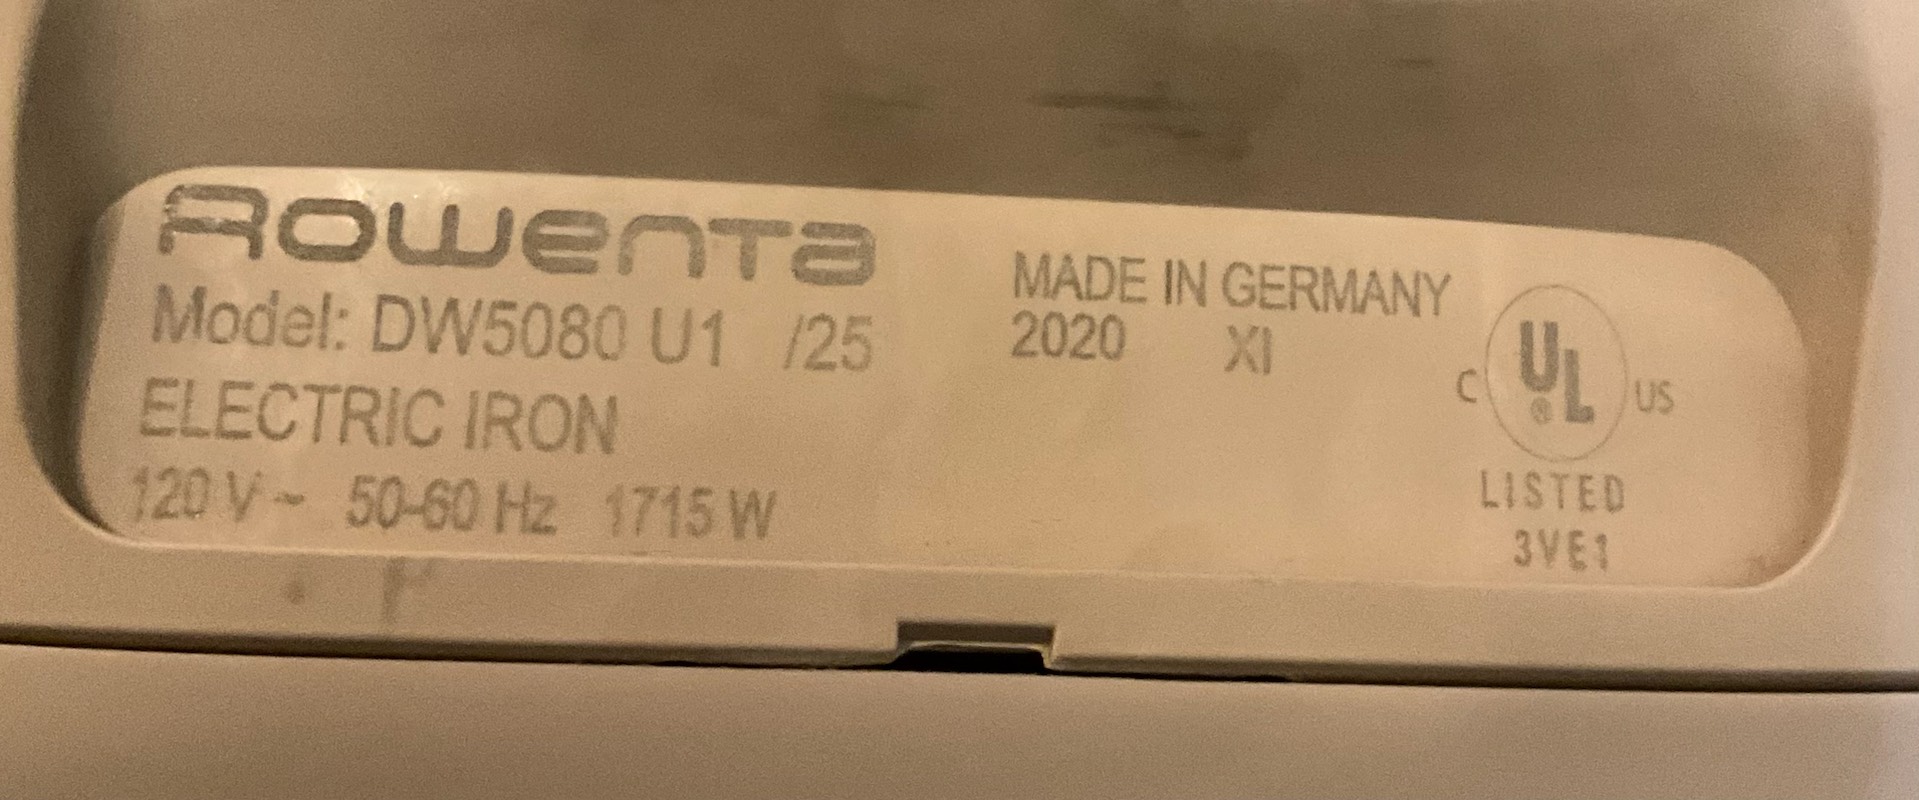 Rowenta
Model: DW5080 U1 /25
ELECTRIC IRON
120 V ~ 50-60 Hz 1715 W
MADE IN GERMANY
2020 XI
C UL ® US
LISTED
3VE1